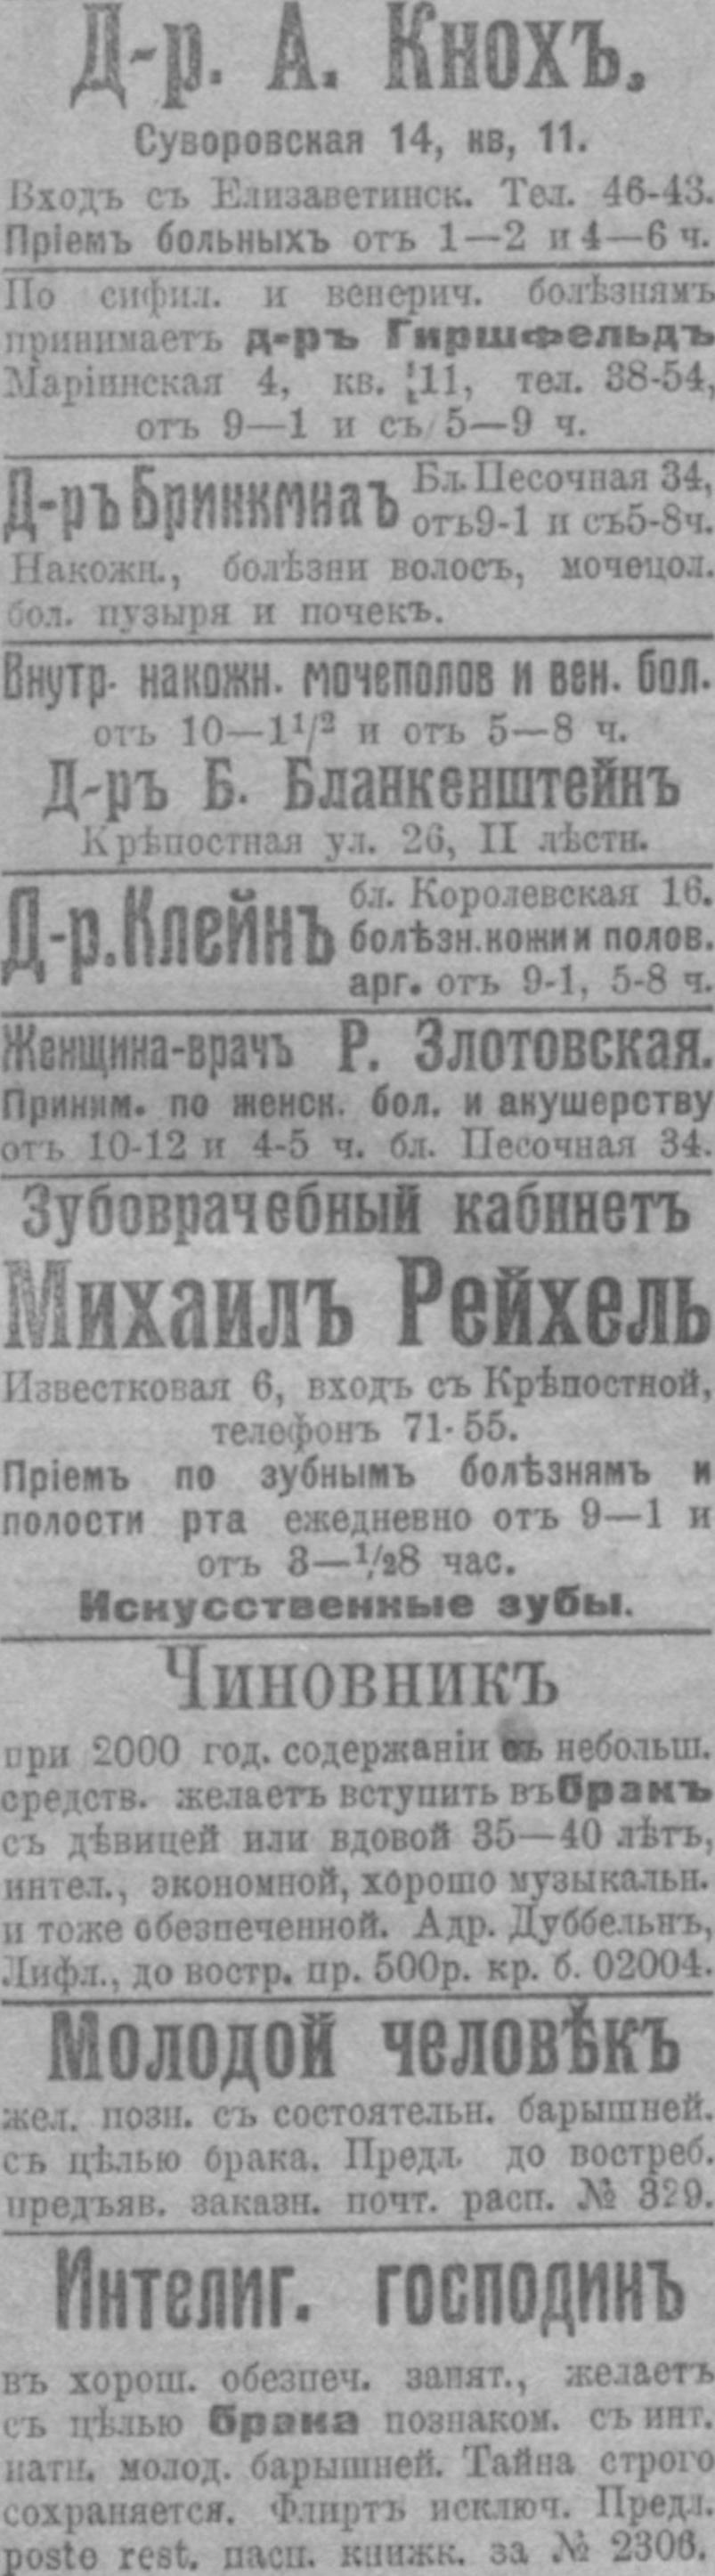 Д-р. А. Кнохъ,
Суворовская 14, кв, 11.
Входъ съ Елизаветинск. Тел. 46-43.
Пріемъ больныхъ отъ 1—2 и 4—6 ч.
По сифил. и венерич. болѣзнямъ
принимаетъ д-ръ Гиршфельдъ
Маріинская 4, кв. 11, тел. 38-54,
отъ 9—1 и съ 5—9 ч.
Д-ръ Бринкмнаъ
Бл. Песочная 34,
отъ 9-1 и съ 5-8ч.
Накожн., болѣзни волосъ, мочепол.
бол. пузыря и почекъ.
Внутр. накожн. мочеполов и вен. бол.
отъ 10—1½ и отъ 5—8 ч.
Д-ръ Б. Бланкенштейнъ
Крѣпостная ул. 26, II лѣстн.
Д-р. Клейнъ
бл. Королевская 16.
болѣзн. кожи и полов.
арг. отъ 9-1, 5-8 ч.
Женщина-врачъ Р. Злотовская.
Приним. по женск. бол. и акушерству
отъ 10-12 и 4-5 ч. бл. Песочная 34.
Зубоврачебный кабинетъ
Михаилъ Рейхель
Известковая 6, входъ съ Крѣпостной,
телефонъ 71-55.
Пріемъ по зубнымъ болѣзнямъ и
полости рта ежедневно отъ 9—1 и
отъ 3—½8 час.
Искусственные зубы.
Чиновникъ
при 2000 год. содержаніи съ небольш.
средств. желаетъ вступить въ бракъ
съ дѣвицей или вдовой 35—40 лѣтъ,
интел., экономной, хорошо музыкальн.
и тоже обезпеченной. Адр. Дуббельнъ,
Лифл., до востр. пр. 500р. кр. б. 02004.
Молодой человѣкъ
жел. позн. съ состоятельн. барышней.
съ цѣлью брака. Предл. до востреб.
предъяв. заказн. почт. расп. № 329.
Интелиг. господинъ
въ хорош. обезпеч. занят., желаетъ
съ цѣлью брака познаком. съ инт.
натн. молод. барышней. Тайна строго
сохраняется. Флиртъ исключ. Предл.
poste rest. пасп. книжк. за № 2306.